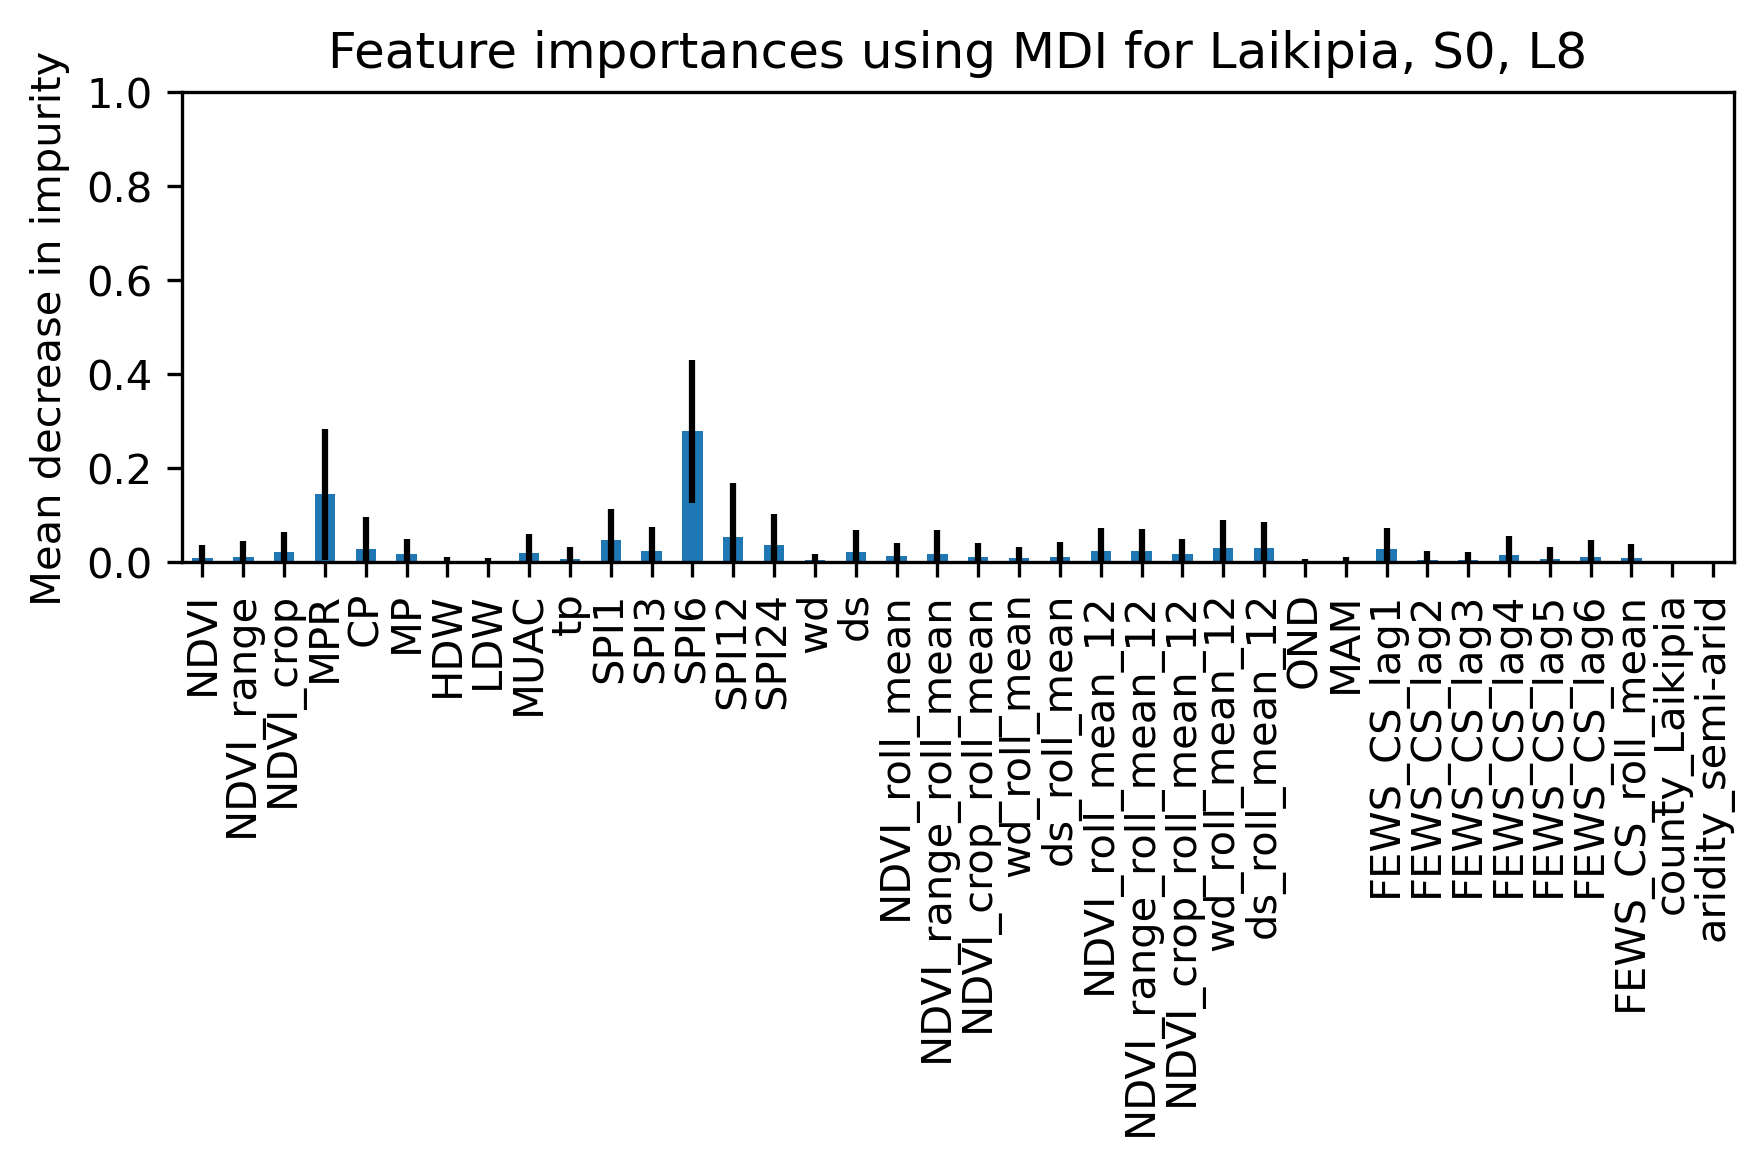 Feature importances using MDI for Laikipia, S0, L8
Mean decrease in impurity
1.0
0.8
0.6
0.4
0.2
0.0
NDVI
NDVI_range
NDVI_crop
MPR
CP
MP
HDW
LDW
MUAC
tp
SPI1
SPI3
SPI6
SPI12
SPI24
wd
ds
NDVI_roll_mean
NDVI_range_roll_mean
NDVI_crop_roll_mean
wd_roll_mean
ds_roll_mean
NDVI_roll_mean_12
NDVI_range_roll_mean_12
NDVI_crop_roll_mean_12
wd_roll_mean_12
ds_roll_mean_12
OND
MAM
FEWS_CS_lag1
FEWS_CS_lag2
FEWS_CS_lag3
FEWS_CS_lag4
FEWS_CS_lag5
FEWS_CS_lag6
FEWS_CS_roll_mean
county_Laikipia
aridity_semi-arid